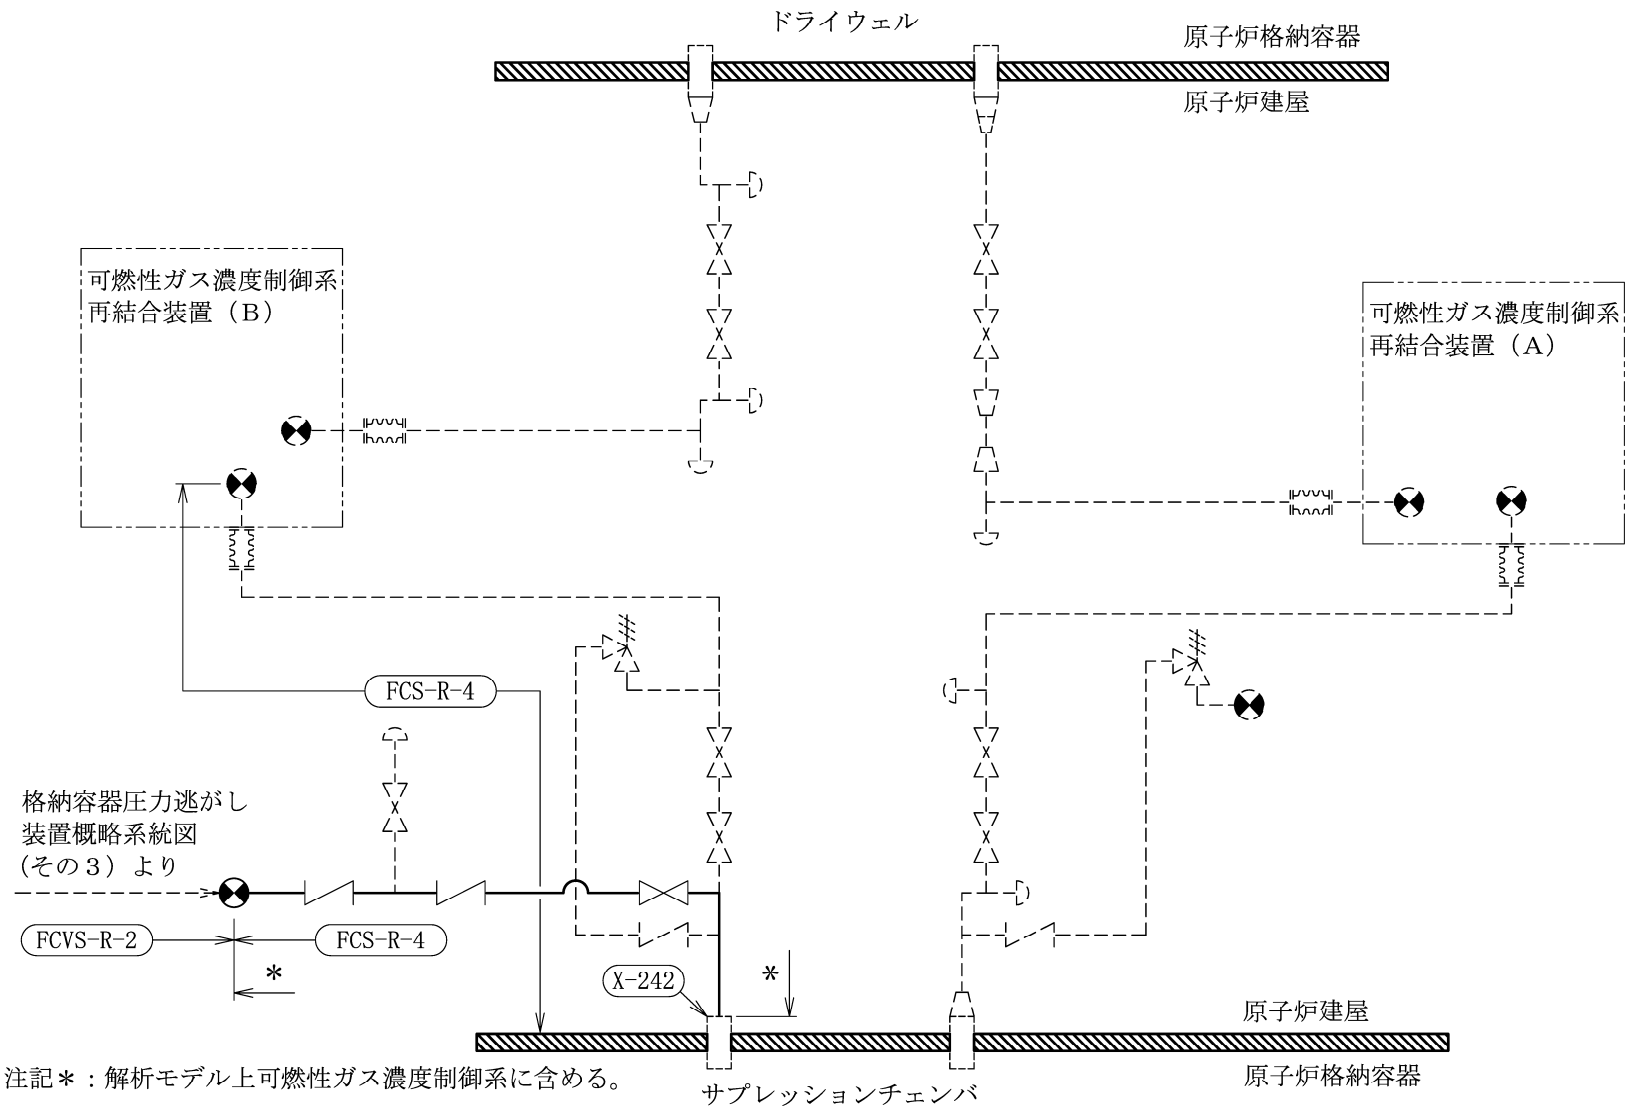 ドライウェル
原子炉格納容器
原子炉建屋
可燃性ガス濃度制御系
再結合装置（Ｂ）
可燃性ガス濃度制御系
再結合装置（Ａ）
FCS-R-4
格納容器圧力逃がし
装置概略系統図
（その３）より
FCVS-R-2
FCS-R-4
＊
X-242
＊
原子炉建屋
原子炉格納容器
注記＊：解析モデル上可燃性ガス濃度制御系に含める。
サプレッションチェンバ